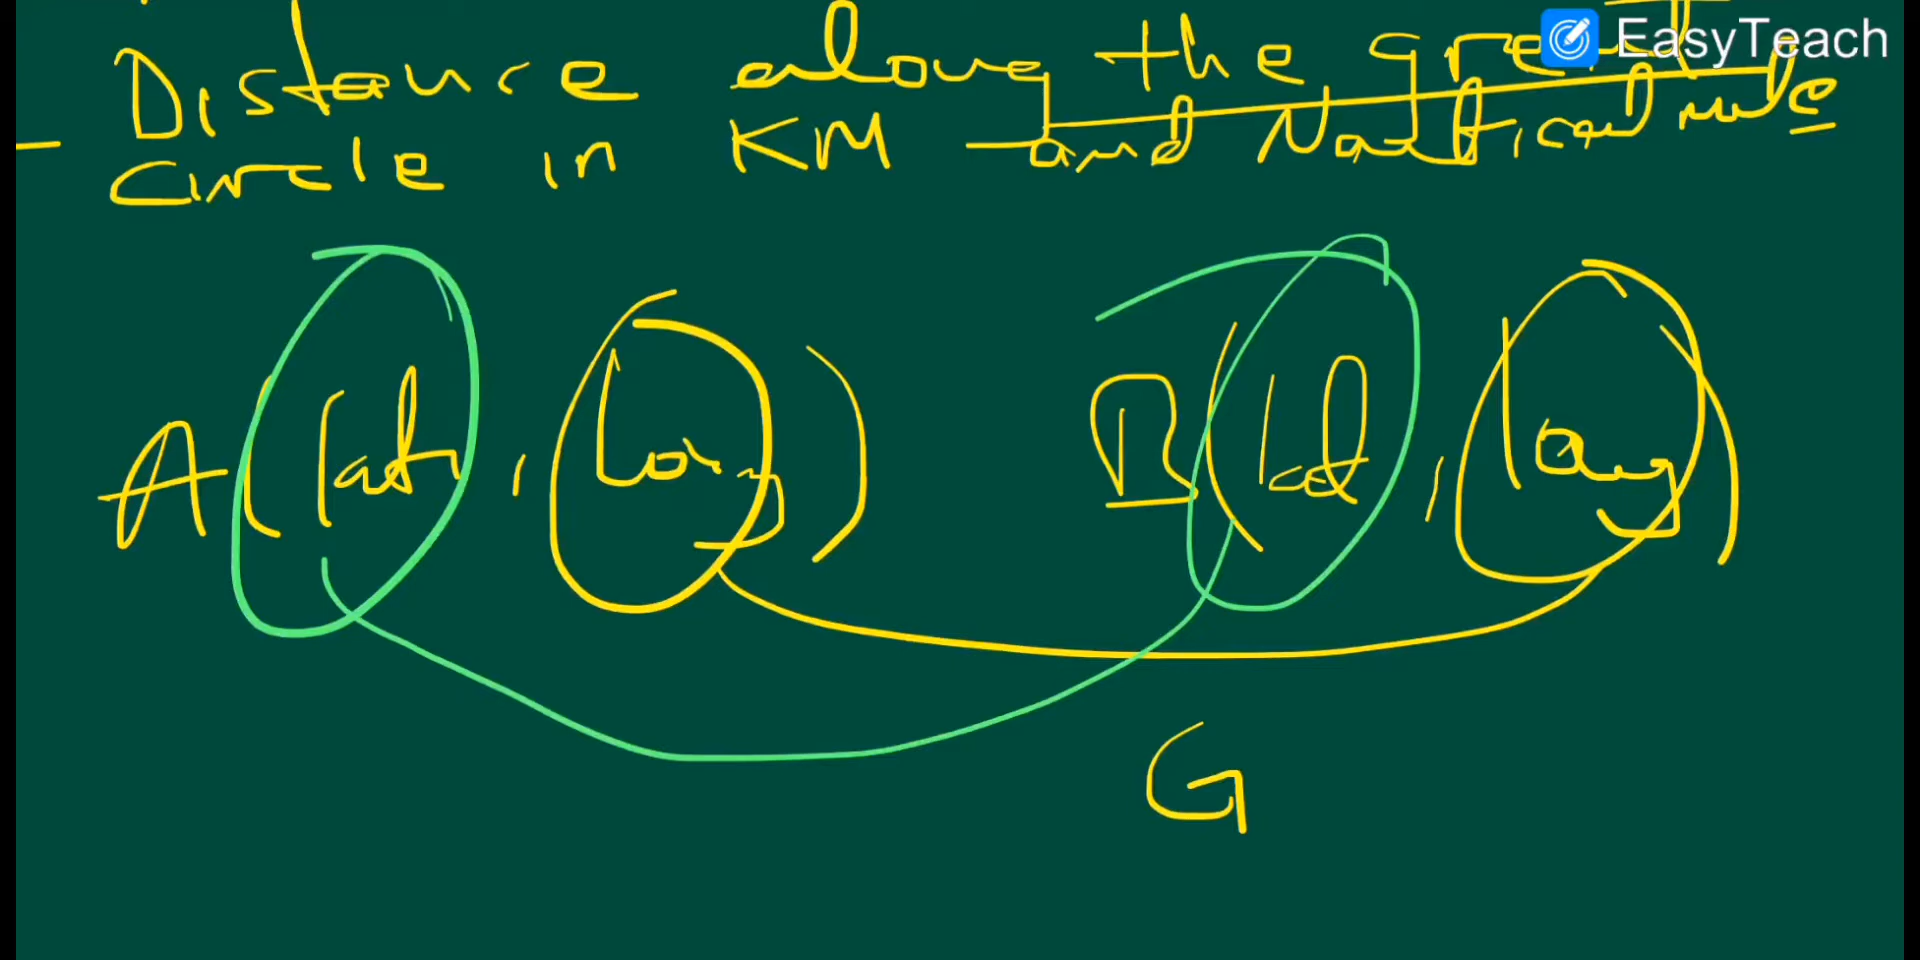 EasyTeach
- Distance along the great
circle in KM and Nautical mile
A (lat, Long) B (lat, long)
G